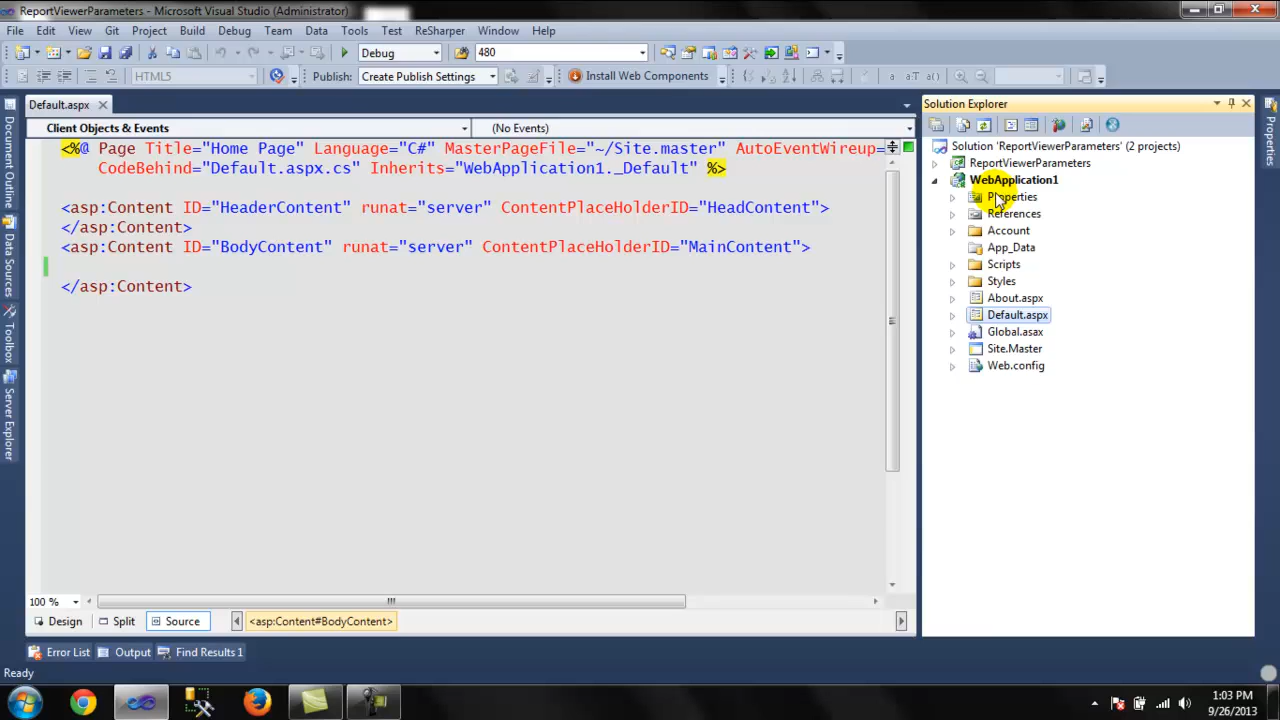 ReportViewerParameters - Microsoft Visual Studio (Administrator)
File Edit View Git Project Build Debug Team Data Tools Test ReSharper Window Help
Debug 480
HTML5 Publish: Create Publish Settings Install Web Components
Default.aspx
Client Objects & Events (No Events)
<%@ Page Title="Home Page" Language="C#" MasterPageFile="~/Site.master" AutoEventWireup=
CodeBehind="Default.aspx.cs" Inherits="WebApplication1._Default" %>
<asp:Content ID="HeaderContent" runat="server" ContentPlaceHolderID="HeadContent">
</asp:Content>
<asp:Content ID="BodyContent" runat="server" ContentPlaceHolderID="MainContent">
</asp:Content>
100 %
Design Split Source <asp:Content#BodyContent>
Error List Output Find Results 1
Ready
Document Outline
Data Sources
Toolbox
Server Explorer
Solution Explorer
Solution 'ReportViewerParameters' (2 projects)
ReportViewerParameters
WebApplication1
Properties
References
Account
App_Data
Scripts
Styles
About.aspx
Default.aspx
Global.asax
Site.Master
Web.config
Properties
1:03 PM
9/26/2013